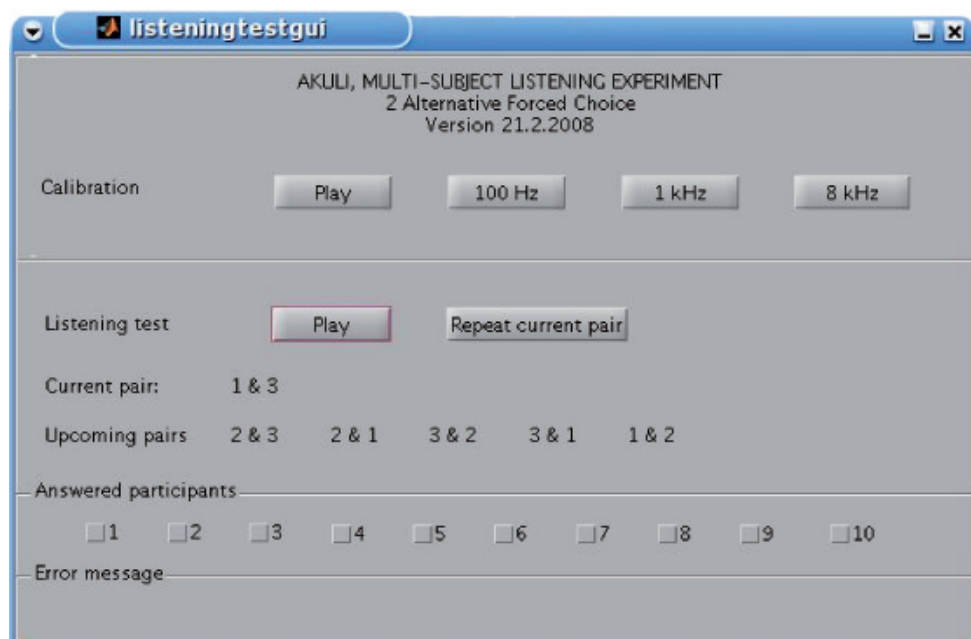 listeningtestgui
AKULI, MULTI-SUBJECT LISTENING EXPERIMENT
2 Alternative Forced Choice
Version 21.2.2008
Calibration Play 100 Hz 1 kHz 8 kHz
Listening test Play Repeat current pair
Current pair: 1 & 3
Upcoming pairs 2 & 3 2 & 1 3 & 2 3 & 1 1 & 2
Answered participants
1 2 3 4 5 6 7 8 9 10
Error message